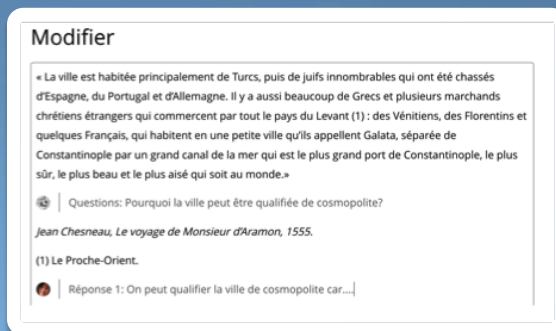 Modifier
« La ville est habitée principalement de Turcs, puis de juifs innombrables qui ont été chassés
d'Espagne, du Portugal et d'Allemagne. Il y a aussi beaucoup de Grecs et plusieurs marchands
chrétiens étrangers qui commercent par tout le pays du Levant (1) : des Vénitiens, des Florentins et
quelques Français, qui habitent en une petite ville qu'ils appellent Galata, séparée de
Constantinople par un grand canal de la mer qui est le plus grand port de Constantinople, le plus
sûr, le plus beau et le plus aisé qui soit au monde.»
Questions: Pourquoi la ville peut être qualifiée de cosmopolite?
Jean Chesneau, Le voyage de Monsieur d'Aramon, 1555.
(1) Le Proche-Orient.
Réponse 1: On peut qualifier la ville de cosmopolite car....